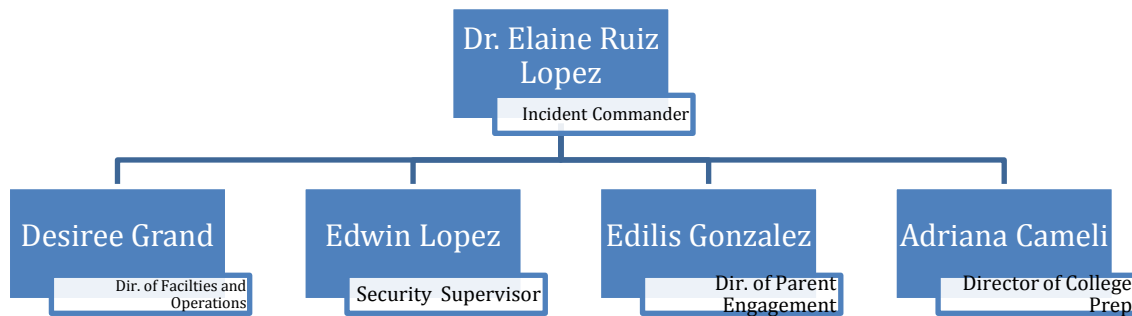 Dr. Elaine Ruiz
Lopez
Incident Commander
Desiree Grand
Dir. of Facilties and
Operations
Edwin Lopez
Security Supervisor
Edilis Gonzalez
Dir. of Parent
Engagement
Adriana Cameli
Director of College
Prep